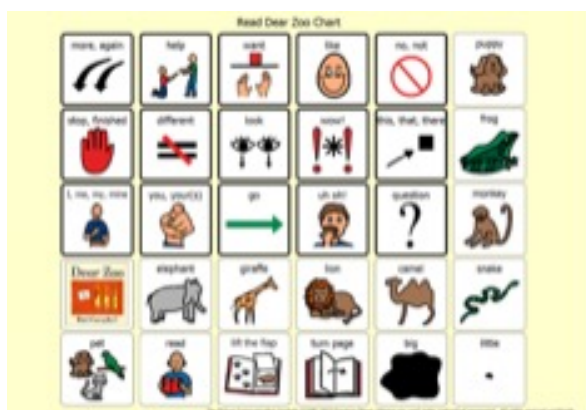 Read Dear Zoo Chart
more, again help want like no, not puppy
stop, finished different look wow! this, that, there frog
I, me, my, mine you, your(s) go uh oh! question monkey
Dear Zoo elephant giraffe lion camel snake
pet read lift the flap turn page big little